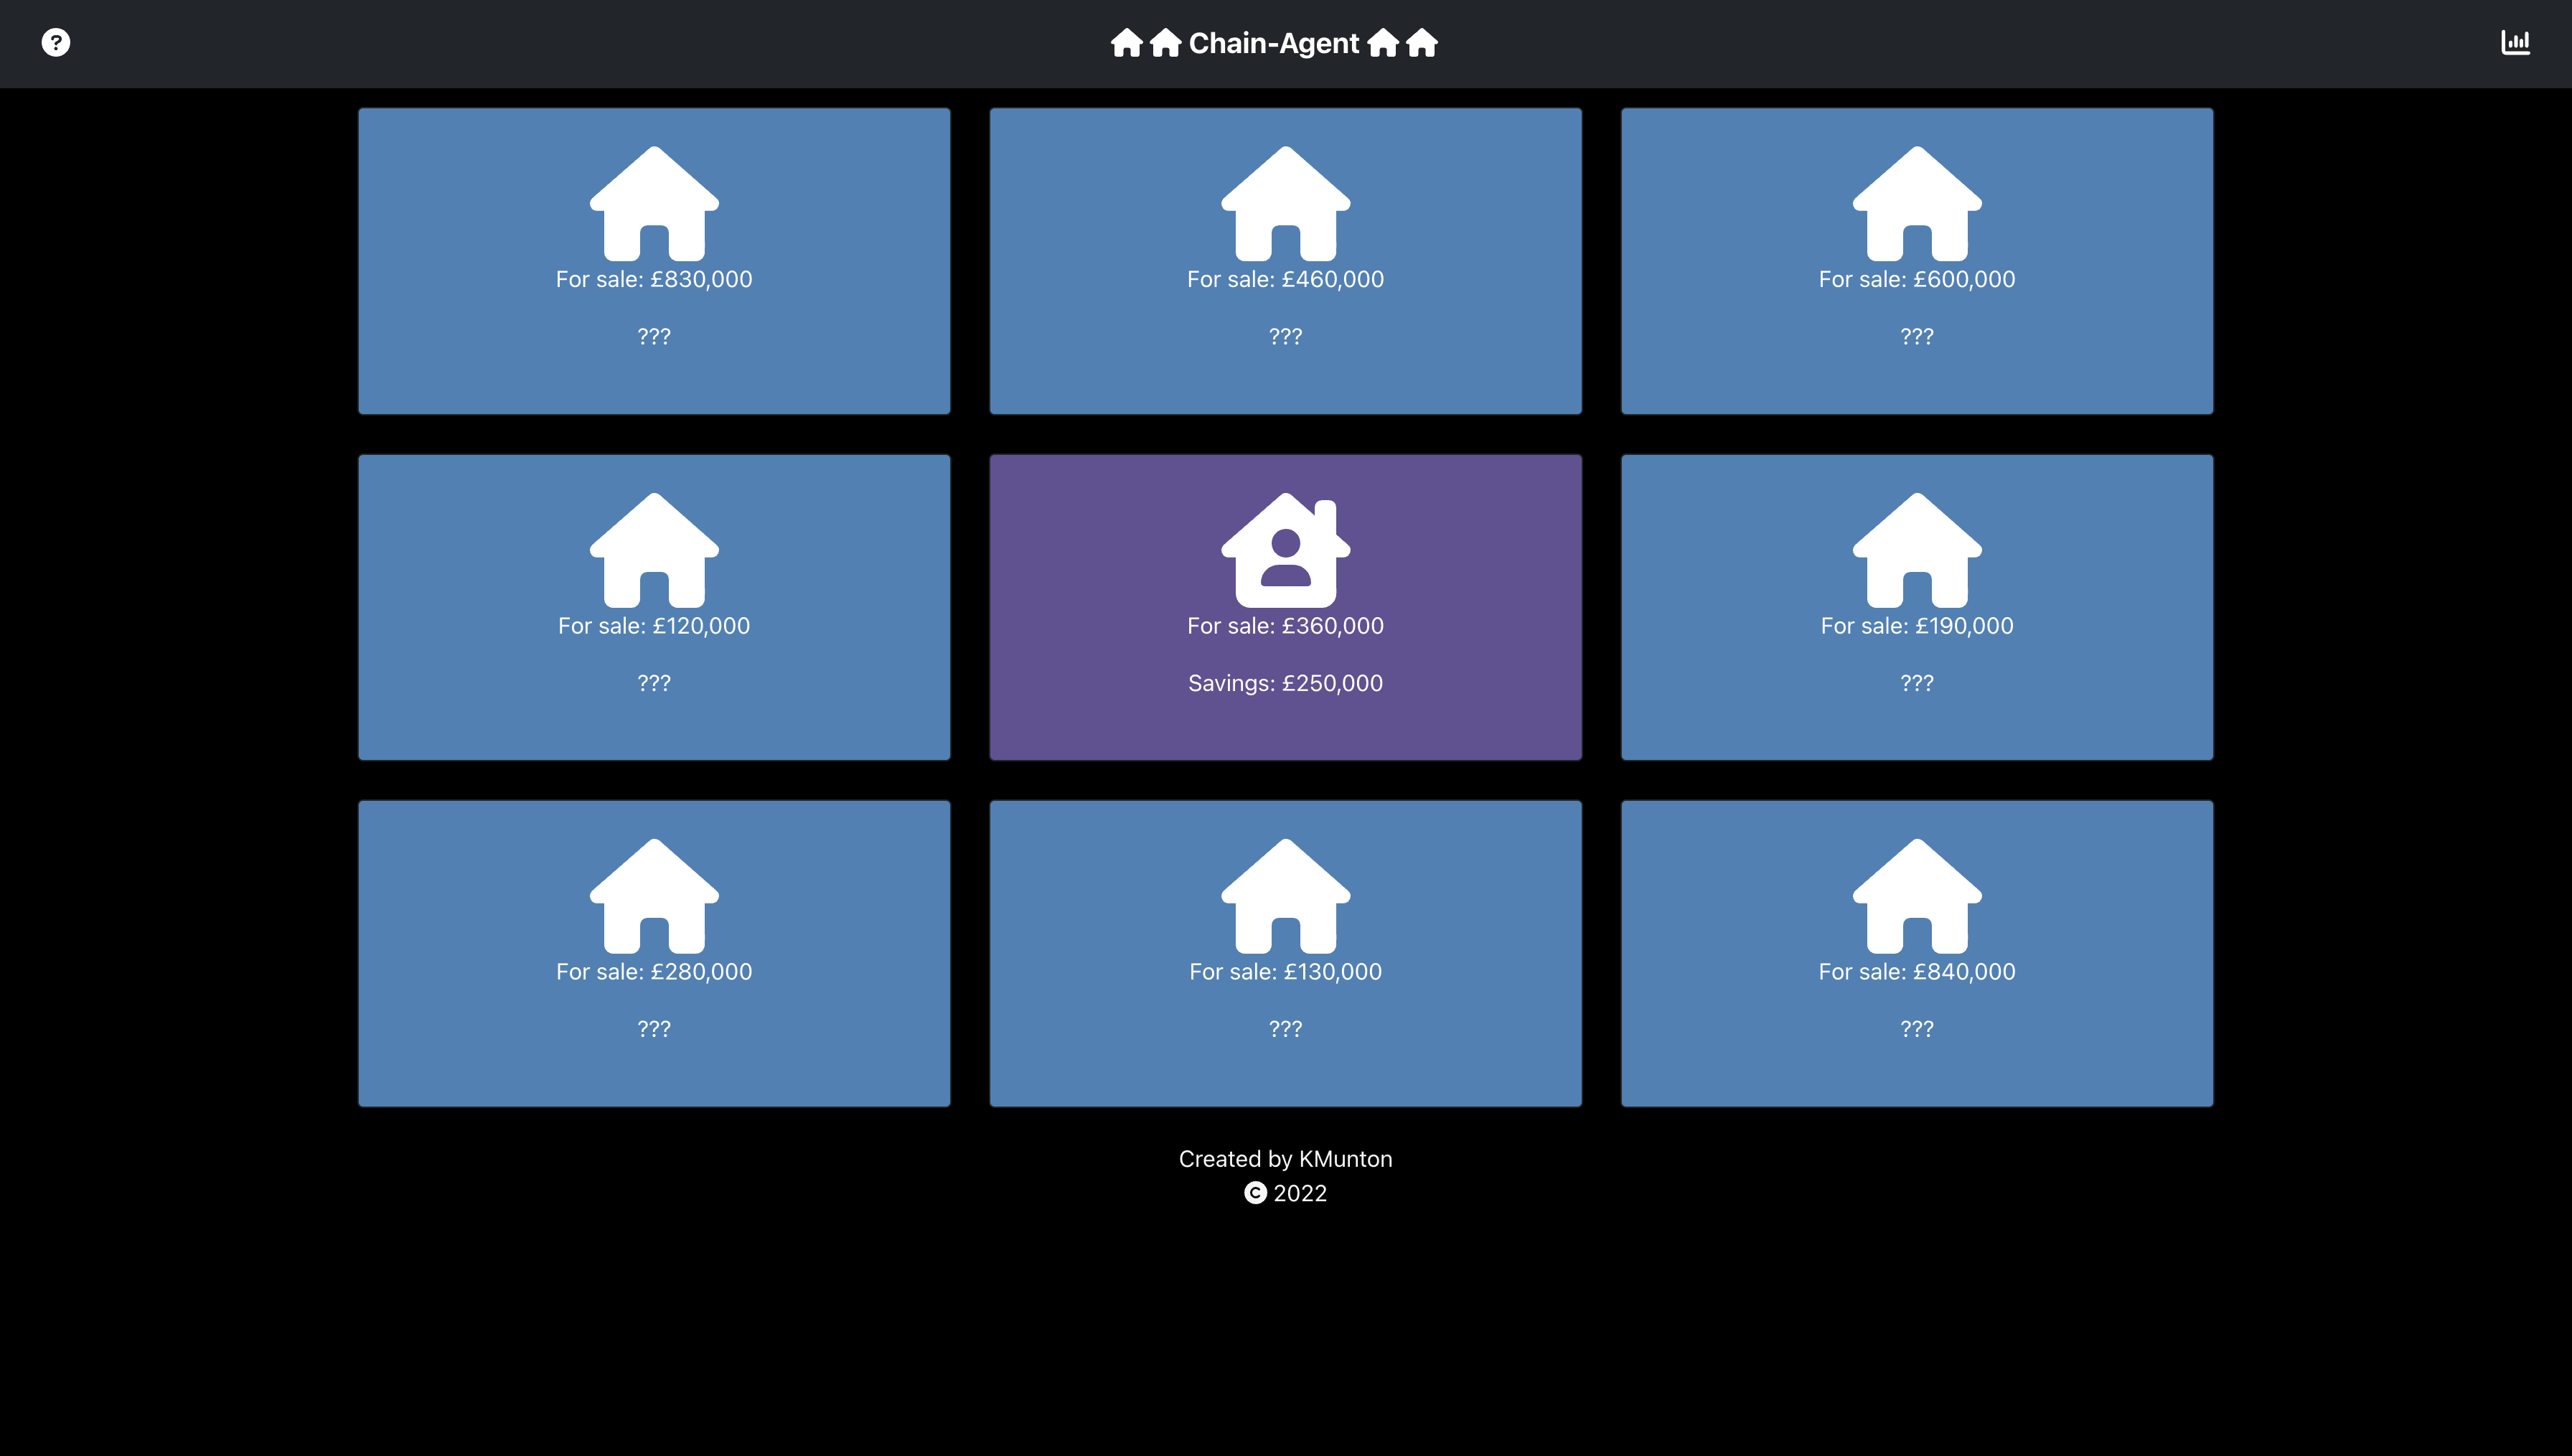 Chain-Agent
For sale: £830,000
???
For sale: £460,000
???
For sale: £600,000
???
For sale: £120,000
???
For sale: £360,000
Savings: £250,000
For sale: £190,000
???
For sale: £280,000
???
For sale: £130,000
???
For sale: £840,000
???
Created by KMunton
© 2022